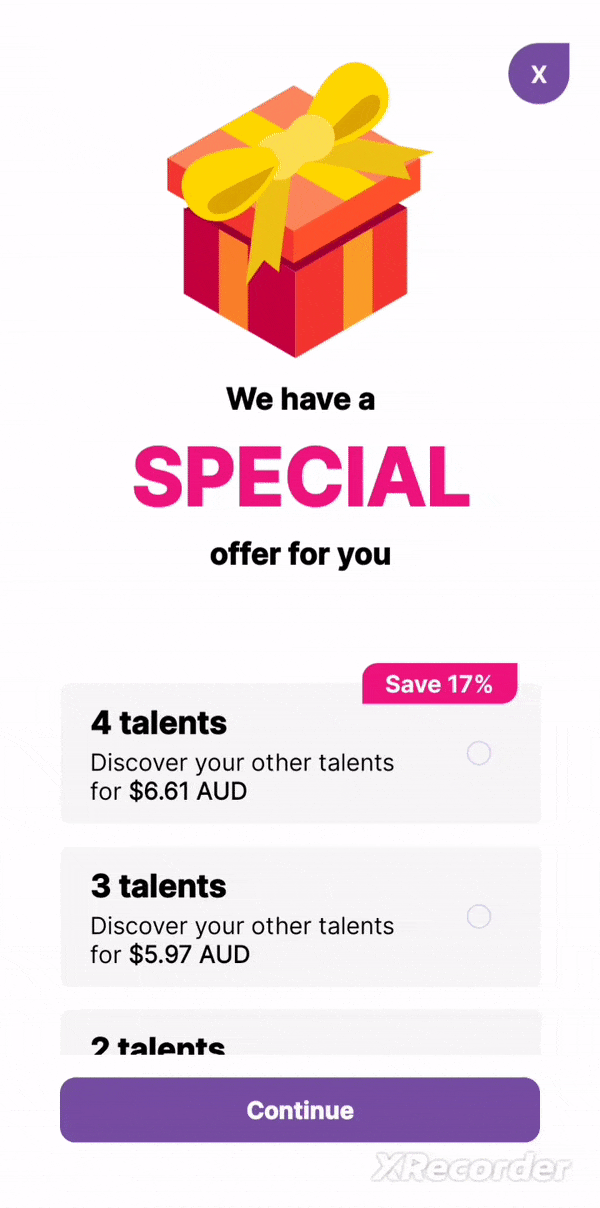 X
We have a
SPECIAL
offer for you
Save 17%
4 talents
Discover your other talents
for $6.61 AUD
3 talents
Discover your other talents
for $5.97 AUD
2 talents
Continue
XRecorder